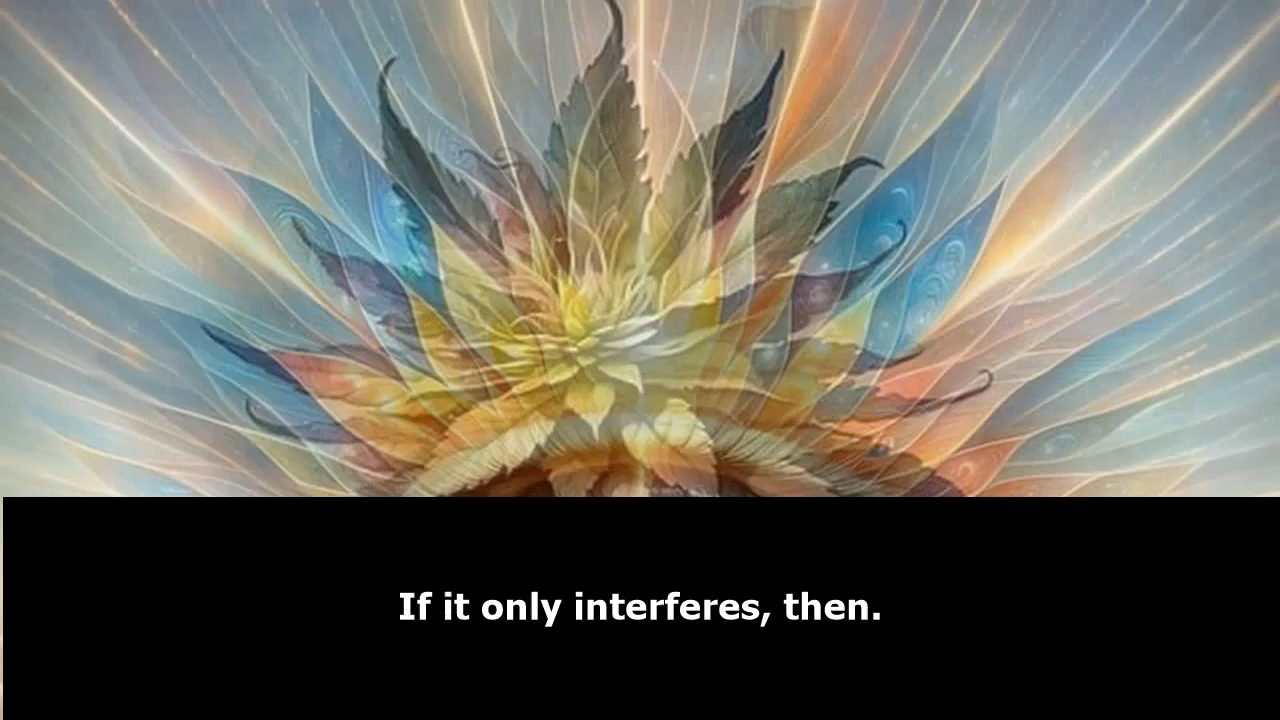 If it only interferes, then.